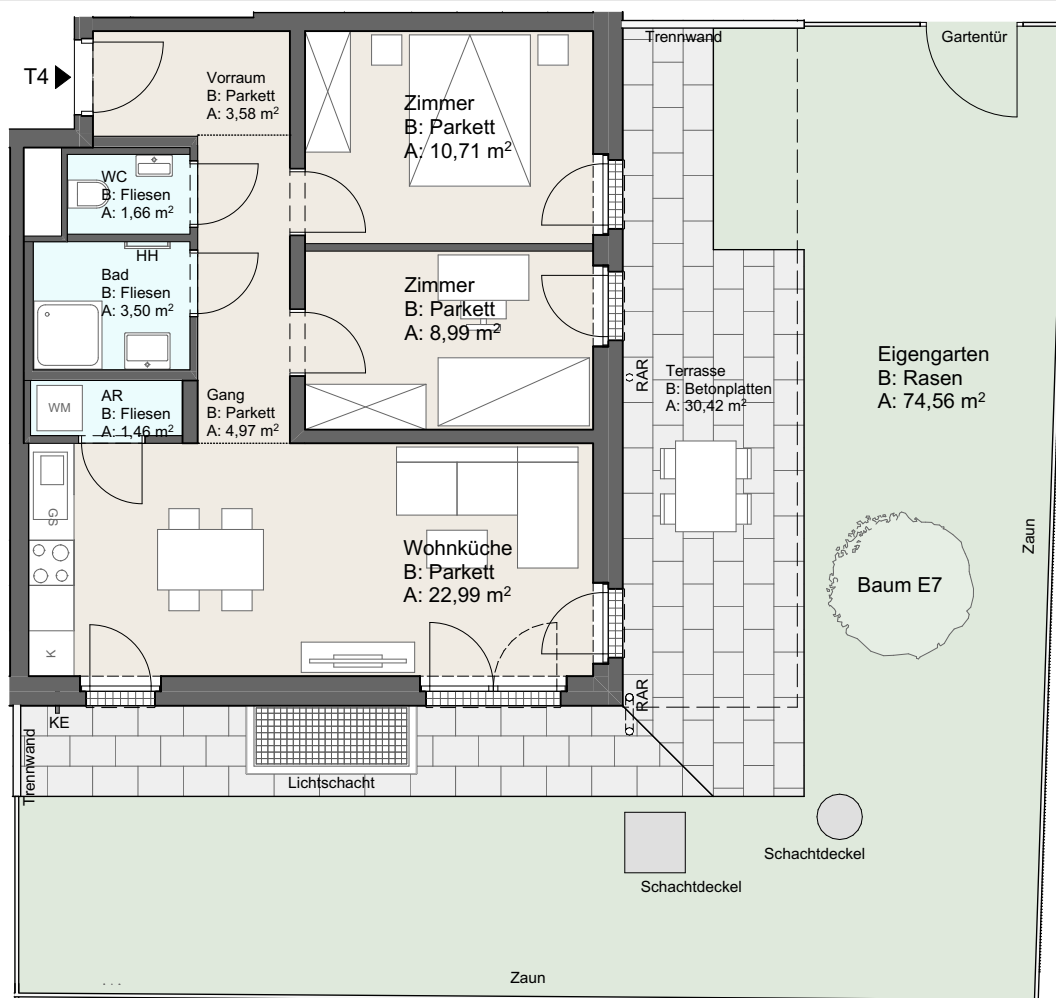 Trennwand
Gartentür
T4
Vorraum
B: Parkett
A: 3,58 m²
Zimmer
B: Parkett
A: 10,71 m²
WC
B: Fliesen
A: 1,66 m²
HH
Bad
B: Fliesen
A: 3,50 m²
Zimmer
B: Parkett
A: 8,99 m²
RAR
Terrasse
B: Betonplatten
A: 30,42 m²
Eigengarten
B: Rasen
A: 74,56 m²
WM
AR
B: Fliesen
A: 1,46 m²
Gang
B: Parkett
A: 4,97 m²
GS
Wohnküche
B: Parkett
A: 22,99 m²
Zaun
Baum E7
K
RAR
KE
Trennwand
Lichtschacht
Schachtdeckel
Schachtdeckel
Zaun
...